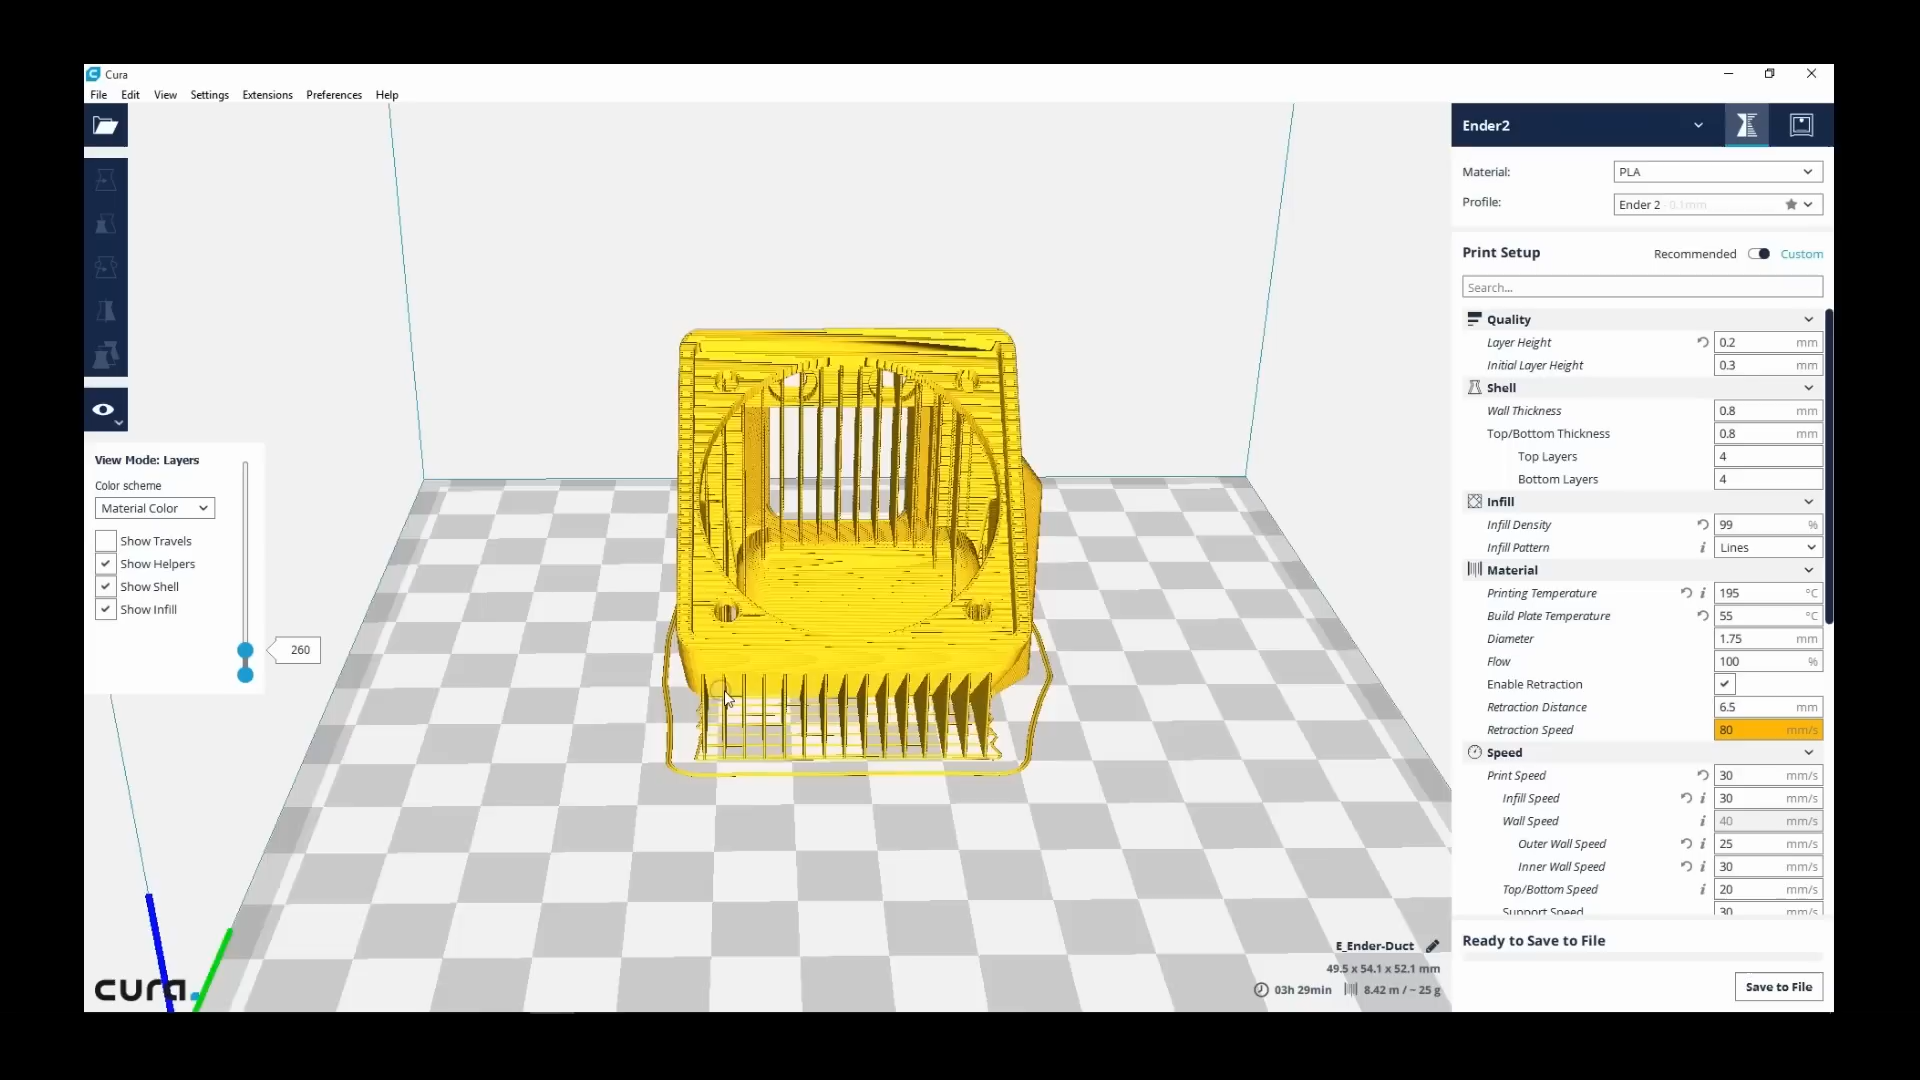 Cura
File Edit View Settings Extensions Preferences Help
Ender2
Material: PLA
Profile: Ender 2 0.1mm
Print Setup Recommended Custom
Search...
Quality
Layer Height 0.2 mm
Initial Layer Height 0.3 mm
Shell
Wall Thickness 0.8 mm
Top/Bottom Thickness 0.8 mm
Top Layers 4
Bottom Layers 4
Infill
Infill Density 99 %
Infill Pattern i Lines
Material
Printing Temperature i 195 °C
Build Plate Temperature 55 °C
Diameter 1.75 mm
Flow 100 %
Enable Retraction
Retraction Distance 6.5 mm
Retraction Speed 80 mm/s
Speed
Print Speed 30 mm/s
Infill Speed i 30 mm/s
Wall Speed i 40 mm/s
Outer Wall Speed i 25 mm/s
Inner Wall Speed i 30 mm/s
Top/Bottom Speed i 20 mm/s
Support Speed 30 mm/s
Ready to Save to File
Save to File
View Mode: Layers
Color scheme
Material Color
Show Travels
Show Helpers
Show Shell
Show Infill
260
E_Ender-Duct
49.5 x 54.1 x 52.1 mm
03h 29min 8.42 m / ~ 25 g
cura.